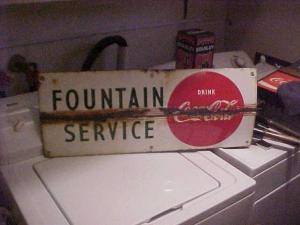 FOUNTAIN
SERVICE
DRINK
Coca-Cola